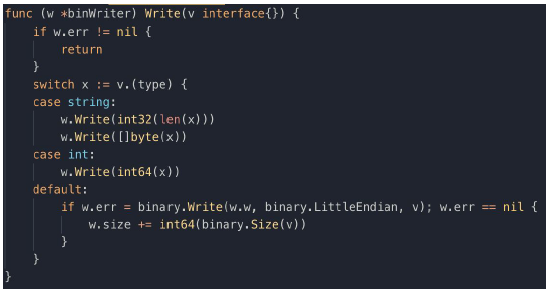 func (w *binWriter) Write(v interface{}) {
    if w.err != nil {
        return
    }
    switch x := v.(type) {
    case string:
        w.Write(int32(len(x)))
        w.Write([]byte(x))
    case int:
        w.Write(int64(x))
    default:
        if w.err = binary.Write(w.w, binary.LittleEndian, v); w.err == nil {
            w.size += int64(binary.Size(v))
        }
    }
}